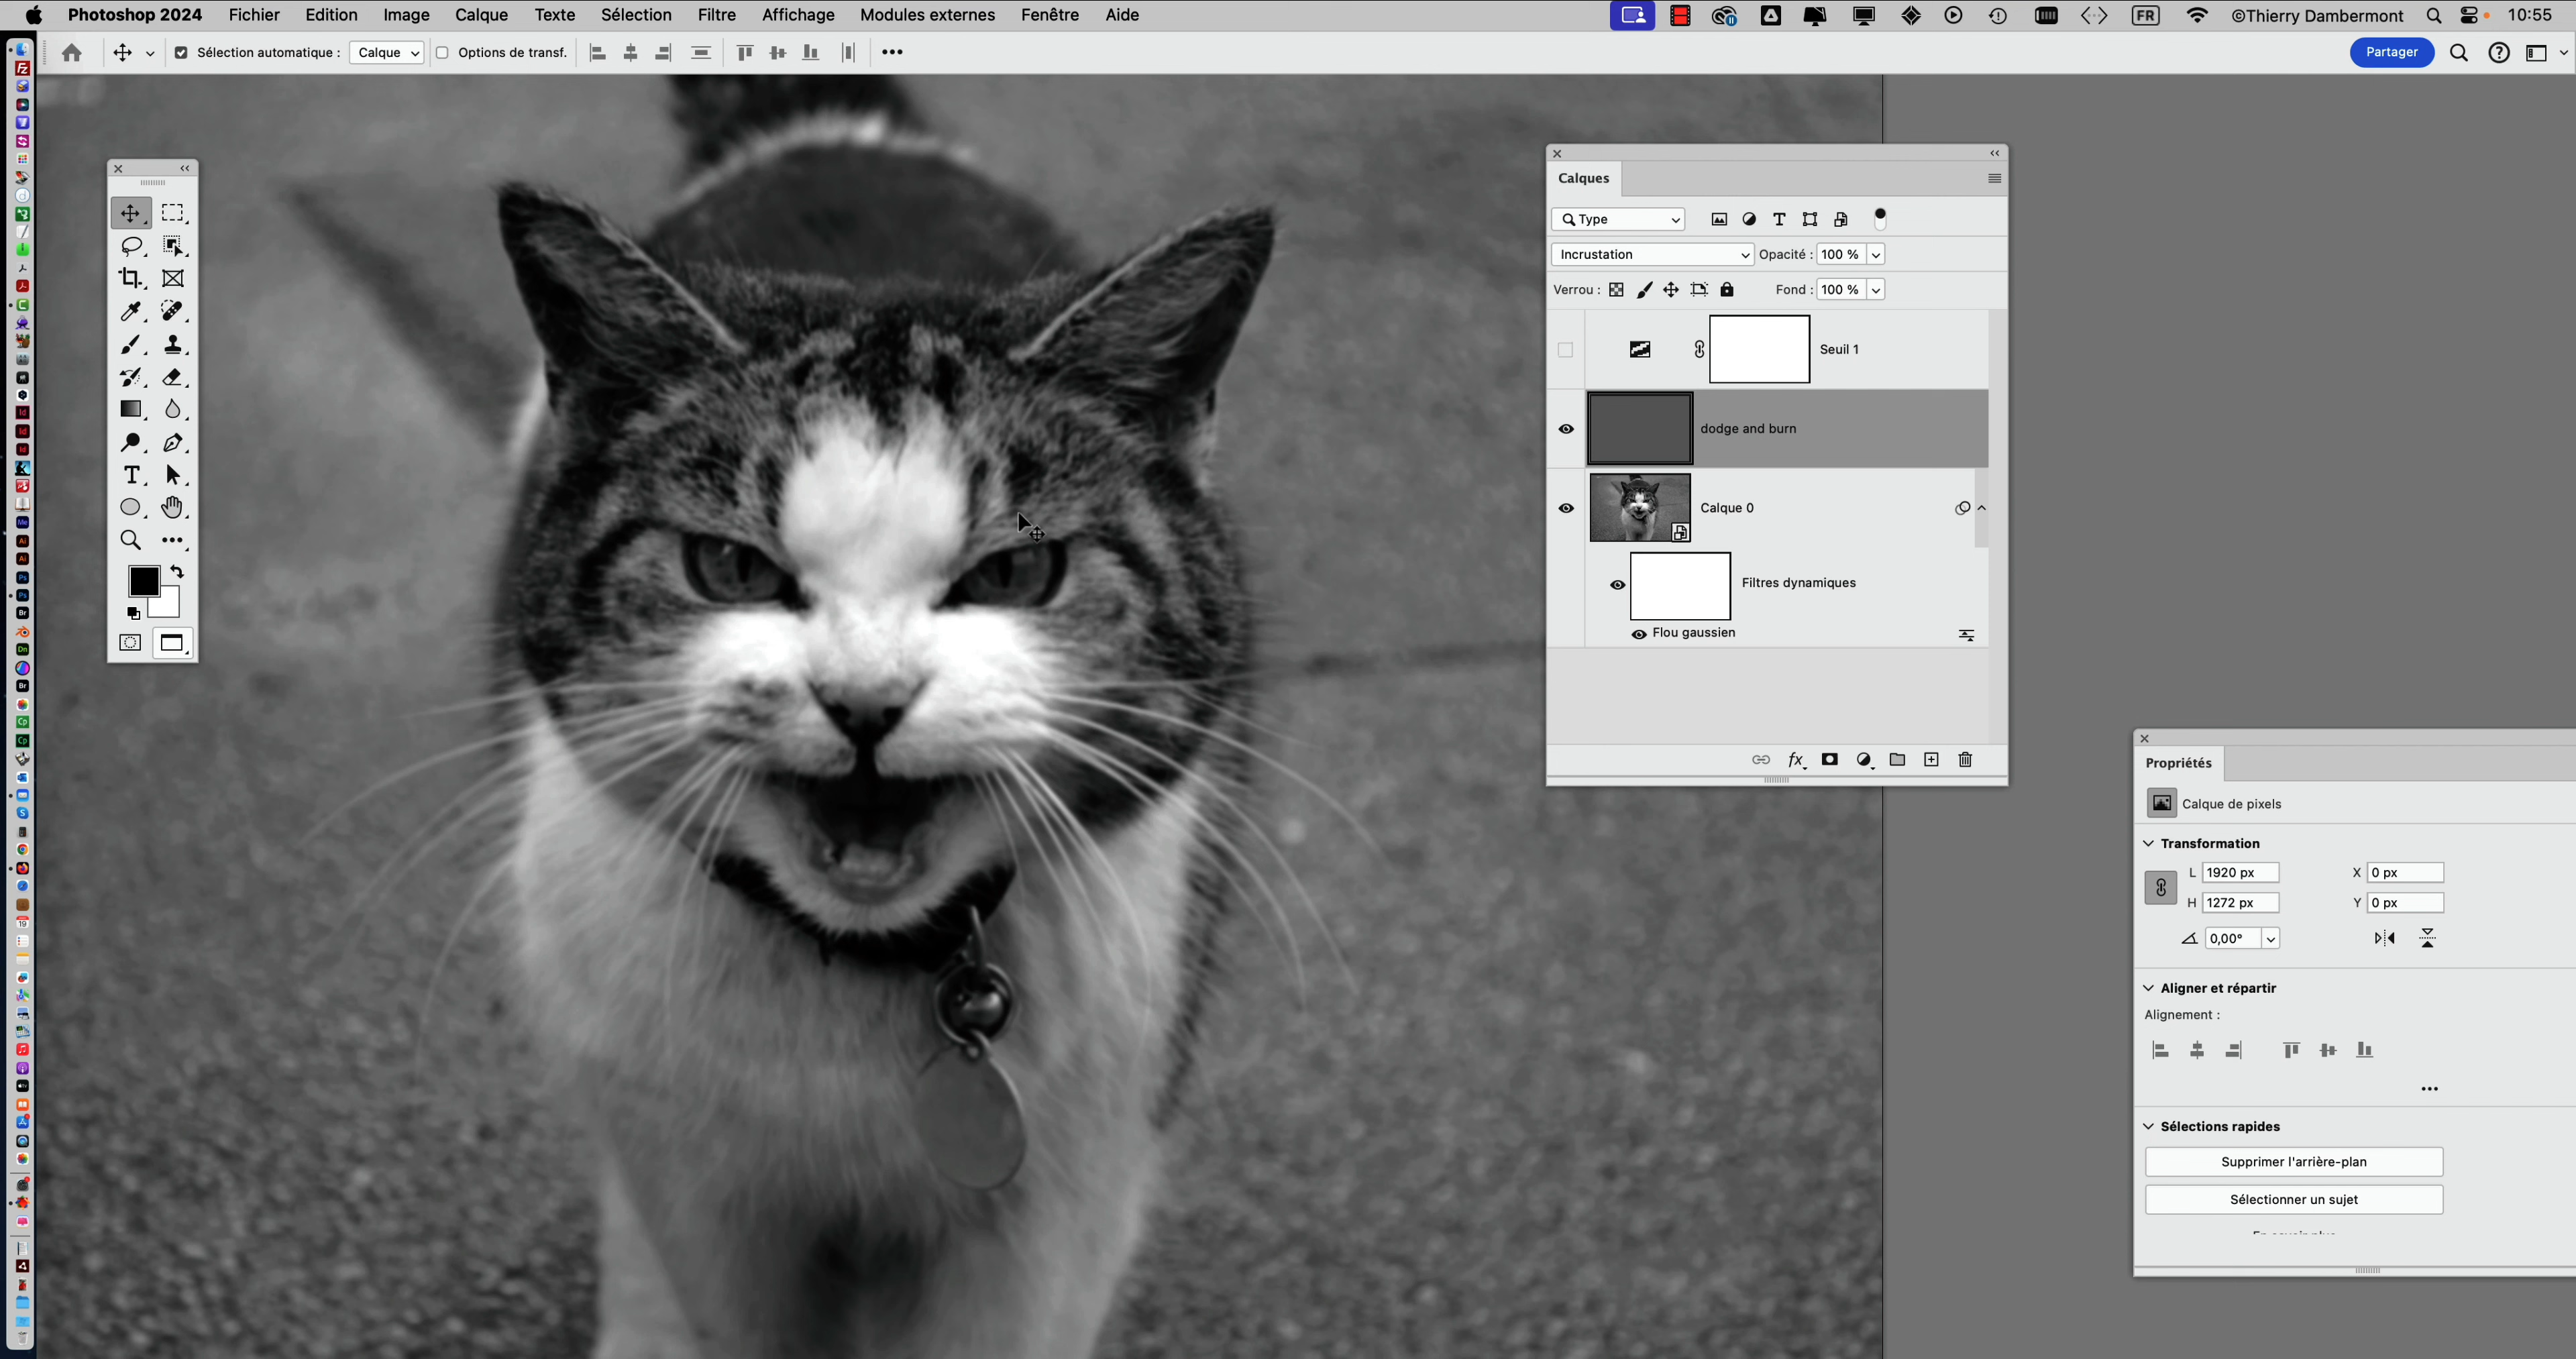 Photoshop 2024 Fichier Edition Image Calque Texte Sélection Filtre Affichage Modules externes Fenêtre Aide FR ©Thierry Dambermont 10:55
Sélection automatique : Calque Options de transf. Partager
Calques
Type
Incrustation Opacité : 100 %
Verrou : Fond : 100 %
Seuil 1
dodge and burn
Calque 0
Filtres dynamiques
Flou gaussien
Propriétés
Calque de pixels
Transformation
L 1920 px X 0 px
H 1272 px Y 0 px
0,00°
Aligner et répartir
Alignement :
Sélections rapides
Supprimer l'arrière-plan
Sélectionner un sujet